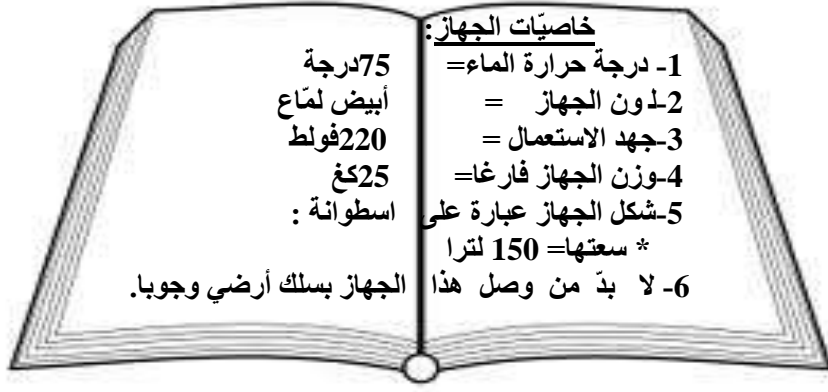 خاصيّات الجهاز:
1- درجة حرارة الماء= 75درجة
2-لون الجهاز = أبيض لمّاع
3-جهد الاستعمال = 220فولط
4-وزن الجهاز فارغا= 25كغ
5-شكل الجهاز عبارة على اسطوانة :
* سعتها= 150 لترا
6- لا بدّ من وصل هذا الجهاز بسلك أرضي وجوبا.